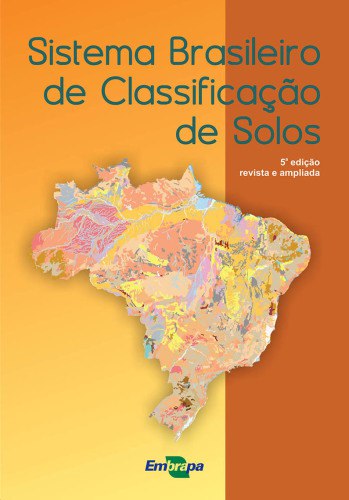 Sistema Brasileiro
de Classificação
de Solos
5ª edição
revista e ampliada
Embrapa